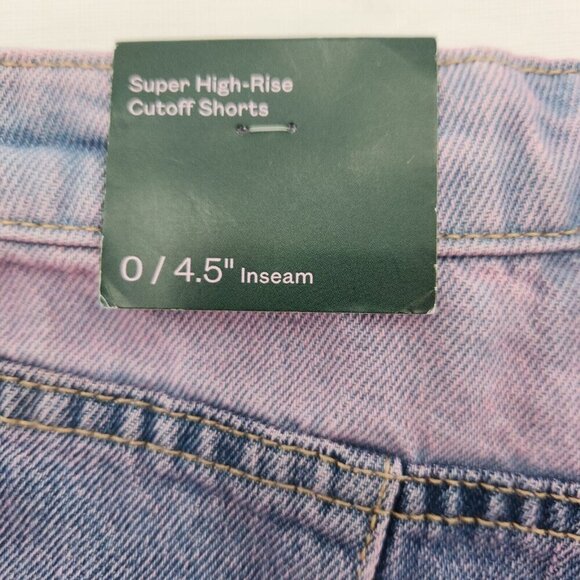 Super High-Rise
Cutoff Shorts
0 / 4.5" Inseam